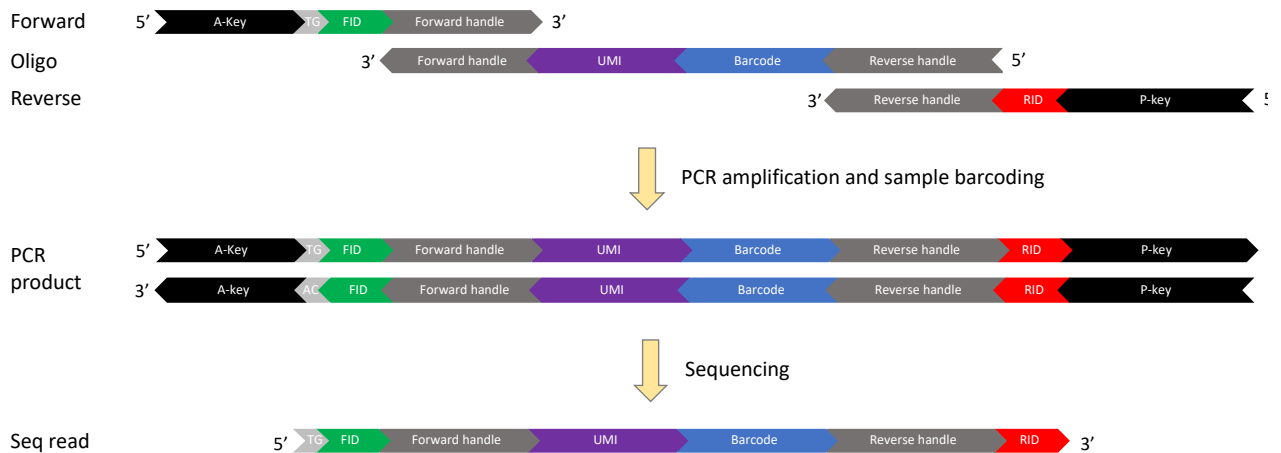 Forward 5’ A-Key TG FID Forward handle 3’
Oligo 3’ Forward handle UMI Barcode Reverse handle 5’
Reverse 3’ Reverse handle RID P-key 5
PCR amplification and sample barcoding
PCR product
5’ A-Key TG FID Forward handle UMI Barcode Reverse handle RID P-key
3’ A-key AC FID Forward handle UMI Barcode Reverse handle RID P-key
Sequencing
Seq read 5’ TG FID Forward handle UMI Barcode Reverse handle RID 3’